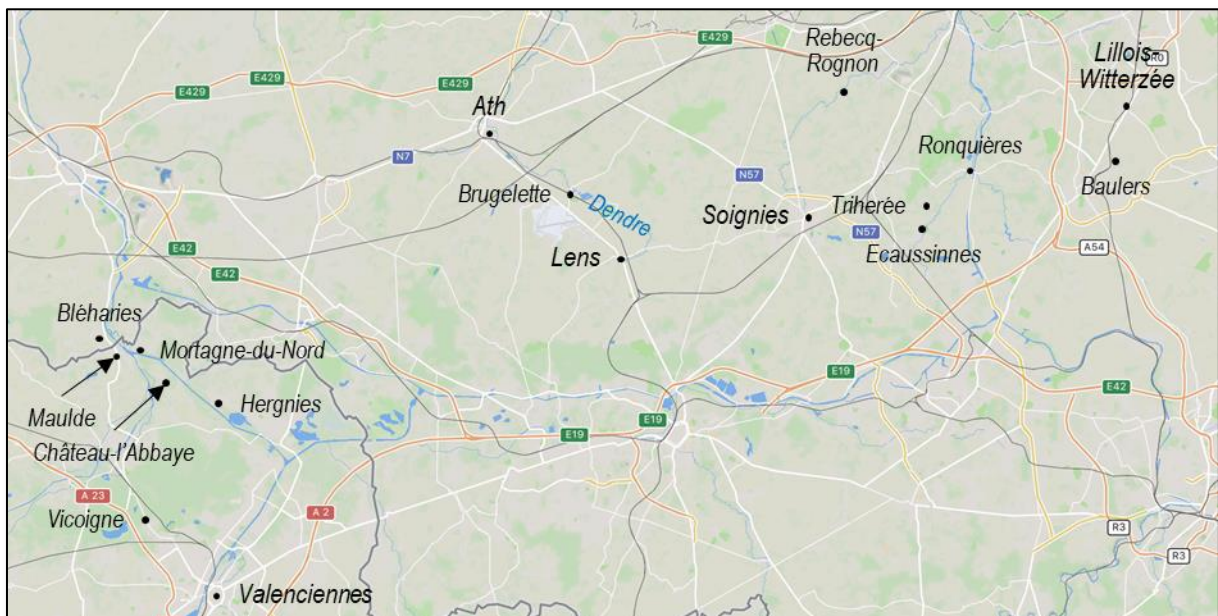 E429
Rebecq-
Rognon
Lillois-
Witterzée
R0
E429
E429
Ath
N7
Ronquières
Brugelette
Dendre
N57
Baulers
Soignies
Triherée
N57
Ecaussinnes
A54
E42
Lens
E42
Bléharies
Mortagne-du-Nord
E19
E42
Maulde
Hergnies
E19
E19
Château-l'Abbaye
A 23
Vicoigne
A 2
R3
R3
Valenciennes